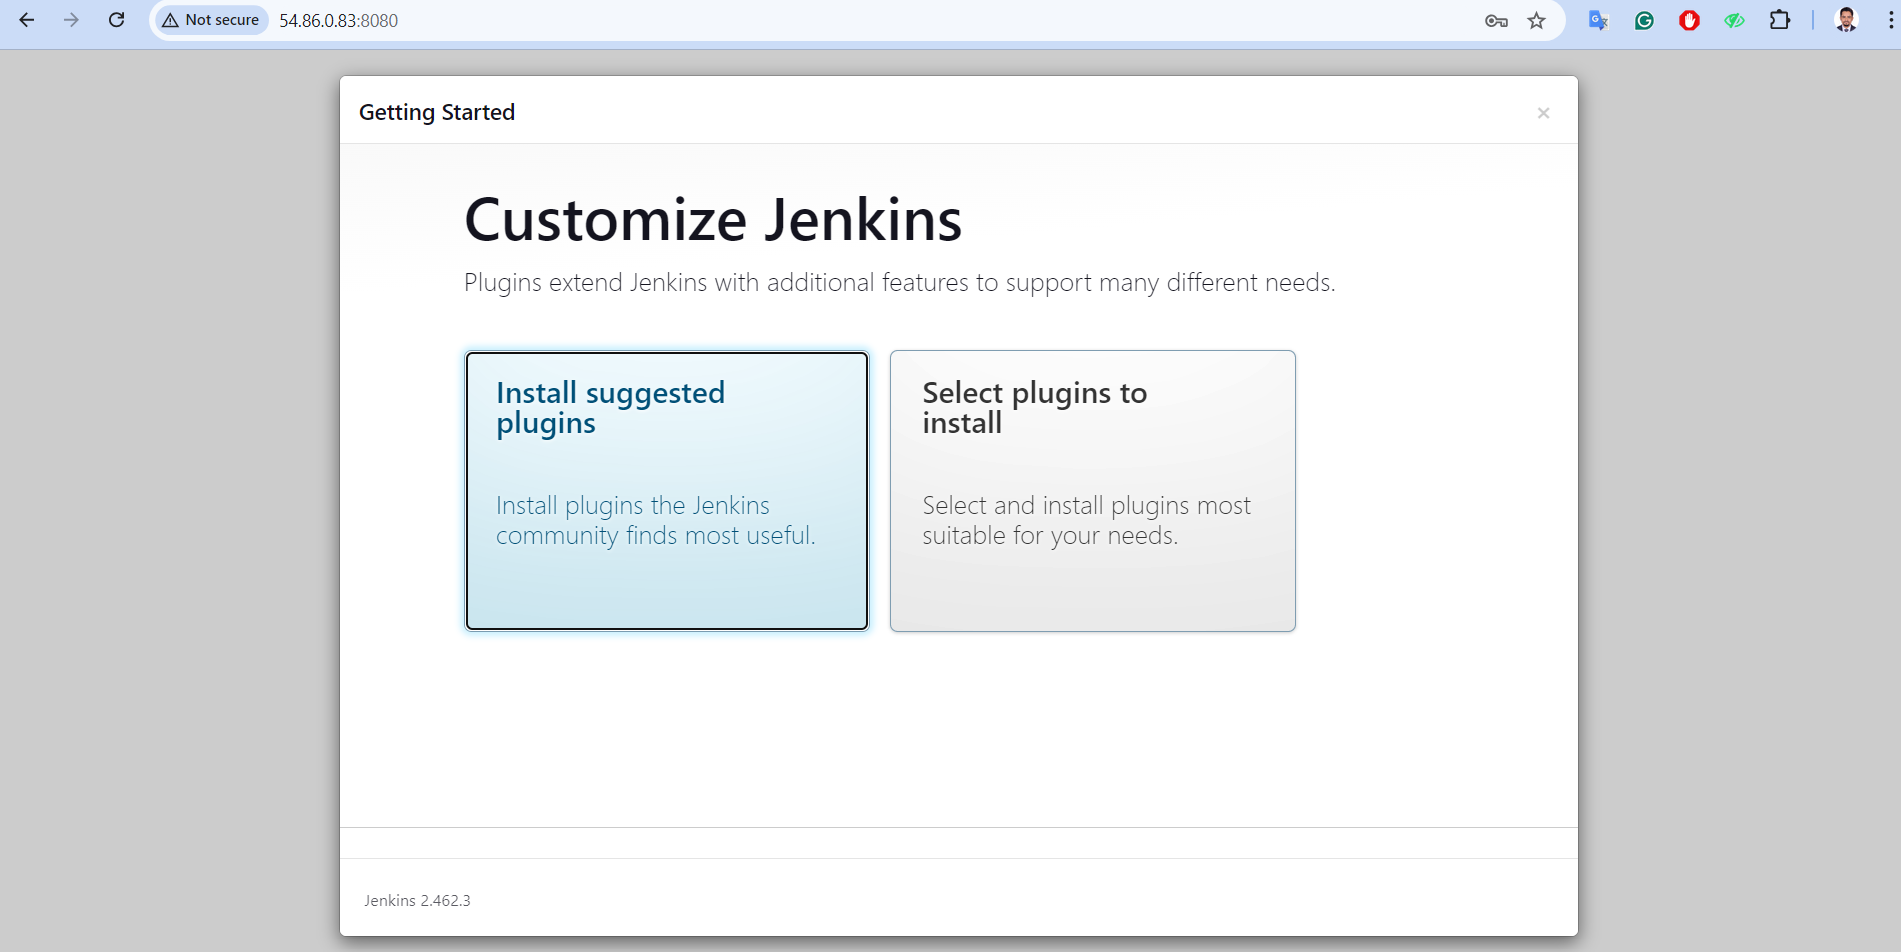 Not secure 54.86.0.83:8080
Getting Started
×
Customize Jenkins
Plugins extend Jenkins with additional features to support many different needs.
Install suggested
plugins
Install plugins the Jenkins
community finds most useful.
Select plugins to
install
Select and install plugins most
suitable for your needs.
Jenkins 2.462.3